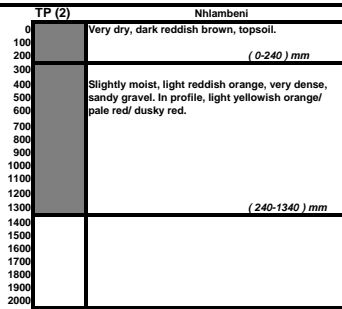 TP (2) Nhlambeni
0 Very dry, dark reddish brown, topsoil.
100
200 ( 0-240 ) mm
300
400 Slightly moist, light reddish orange, very dense,
500 sandy gravel. In profile, light yellowish orange/
600 pale red/ dusky red.
700
800
900
1000
1100
1200
1300 ( 240-1340 ) mm
1400
1500
1600
1700
1800
1900
2000